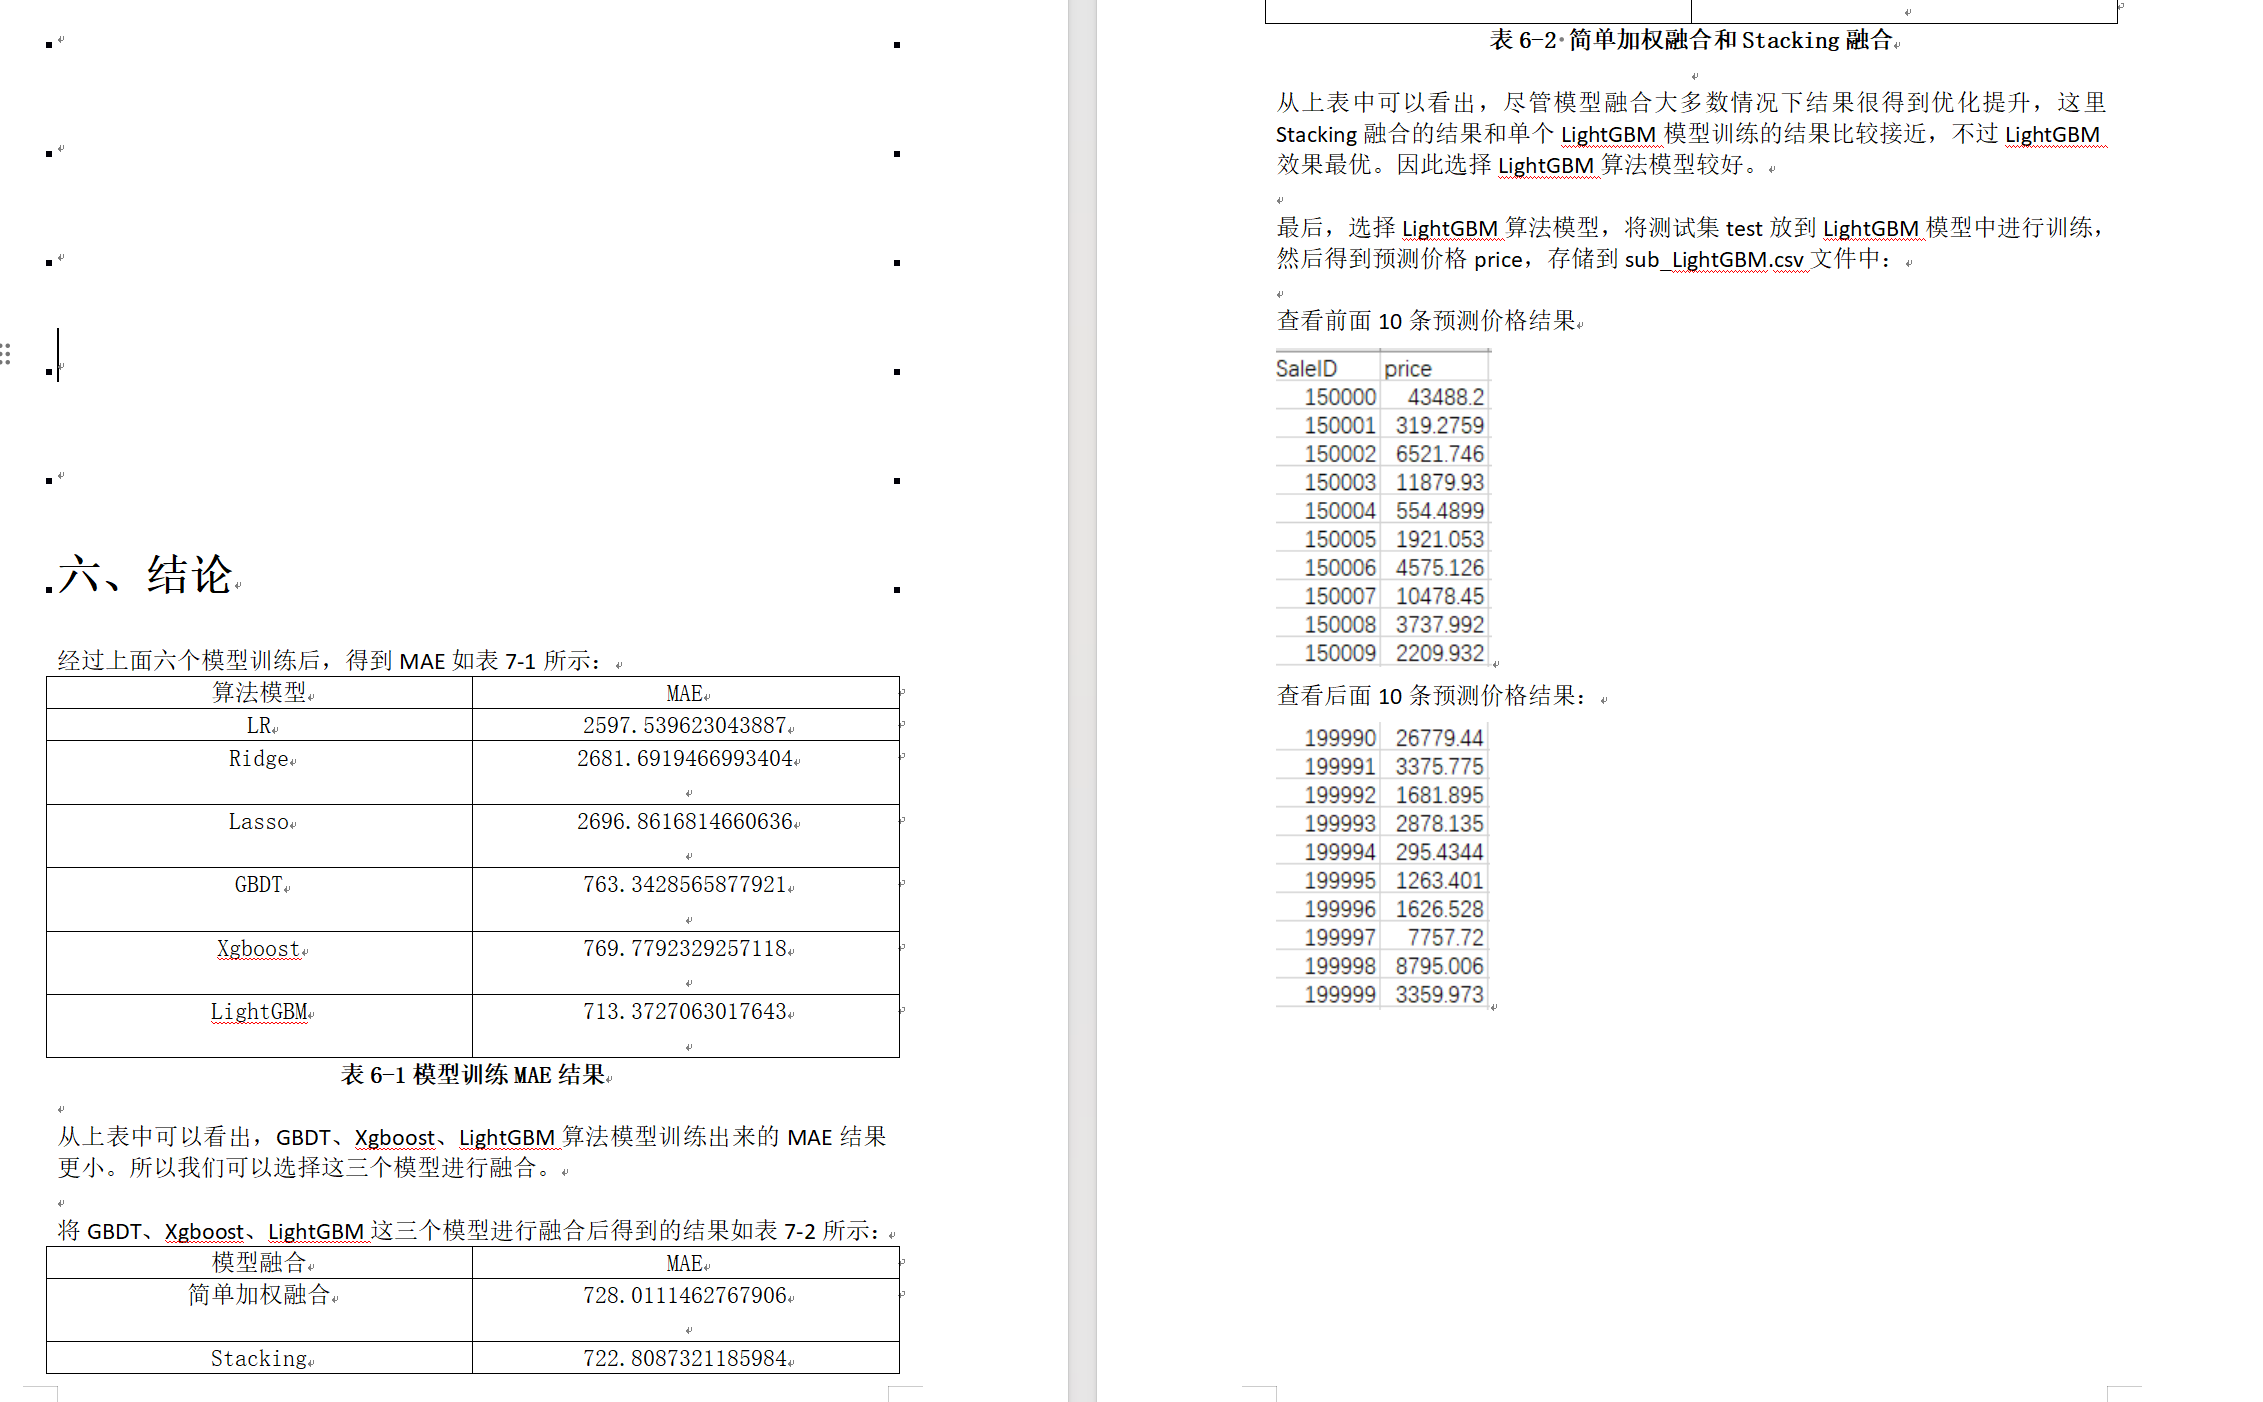 六、结论
经过上面六个模型训练后，得到 MAE 如表 7-1 所示：
算法模型 MAE
LR 2597.539623043887
Ridge 2681.6919466993404
Lasso 2696.8616814660636
GBDT 763.3428565877921
Xgboost 769.7792329257118
LightGBM 713.3727063017643
表 6-1 模型训练 MAE 结果
从上表中可以看出，GBDT、Xgboost、LightGBM 算法模型训练出来的 MAE 结果
更小。所以我们可以选择这三个模型进行融合。
将 GBDT、Xgboost、LightGBM 这三个模型进行融合后得到的结果如表 7-2 所示：
模型融合 MAE
简单加权融合 728.0111462767906
Stacking 722.8087321185984
表 6-2 简单加权融合和 Stacking 融合
从上表中可以看出，尽管模型融合大多数情况下结果很得到优化提升，这里
Stacking 融合的结果和单个 LightGBM 模型训练的结果比较接近，不过 LightGBM
效果最优。因此选择 LightGBM 算法模型较好。
最后，选择 LightGBM 算法模型，将测试集 test 放到 LightGBM 模型中进行训练，
然后得到预测价格 price，存储到 sub_LightGBM.csv 文件中：
查看前面 10 条预测价格结果
SaleID price
150000 43488.2
150001 319.2759
150002 6521.746
150003 11879.93
150004 554.4899
150005 1921.053
150006 4575.126
150007 10478.45
150008 3737.992
150009 2209.932
查看后面 10 条预测价格结果：
199990 26779.44
199991 3375.775
199992 1681.895
199993 2878.135
199994 295.4344
199995 1263.401
199996 1626.528
199997 7757.72
199998 8795.006
199999 3359.973